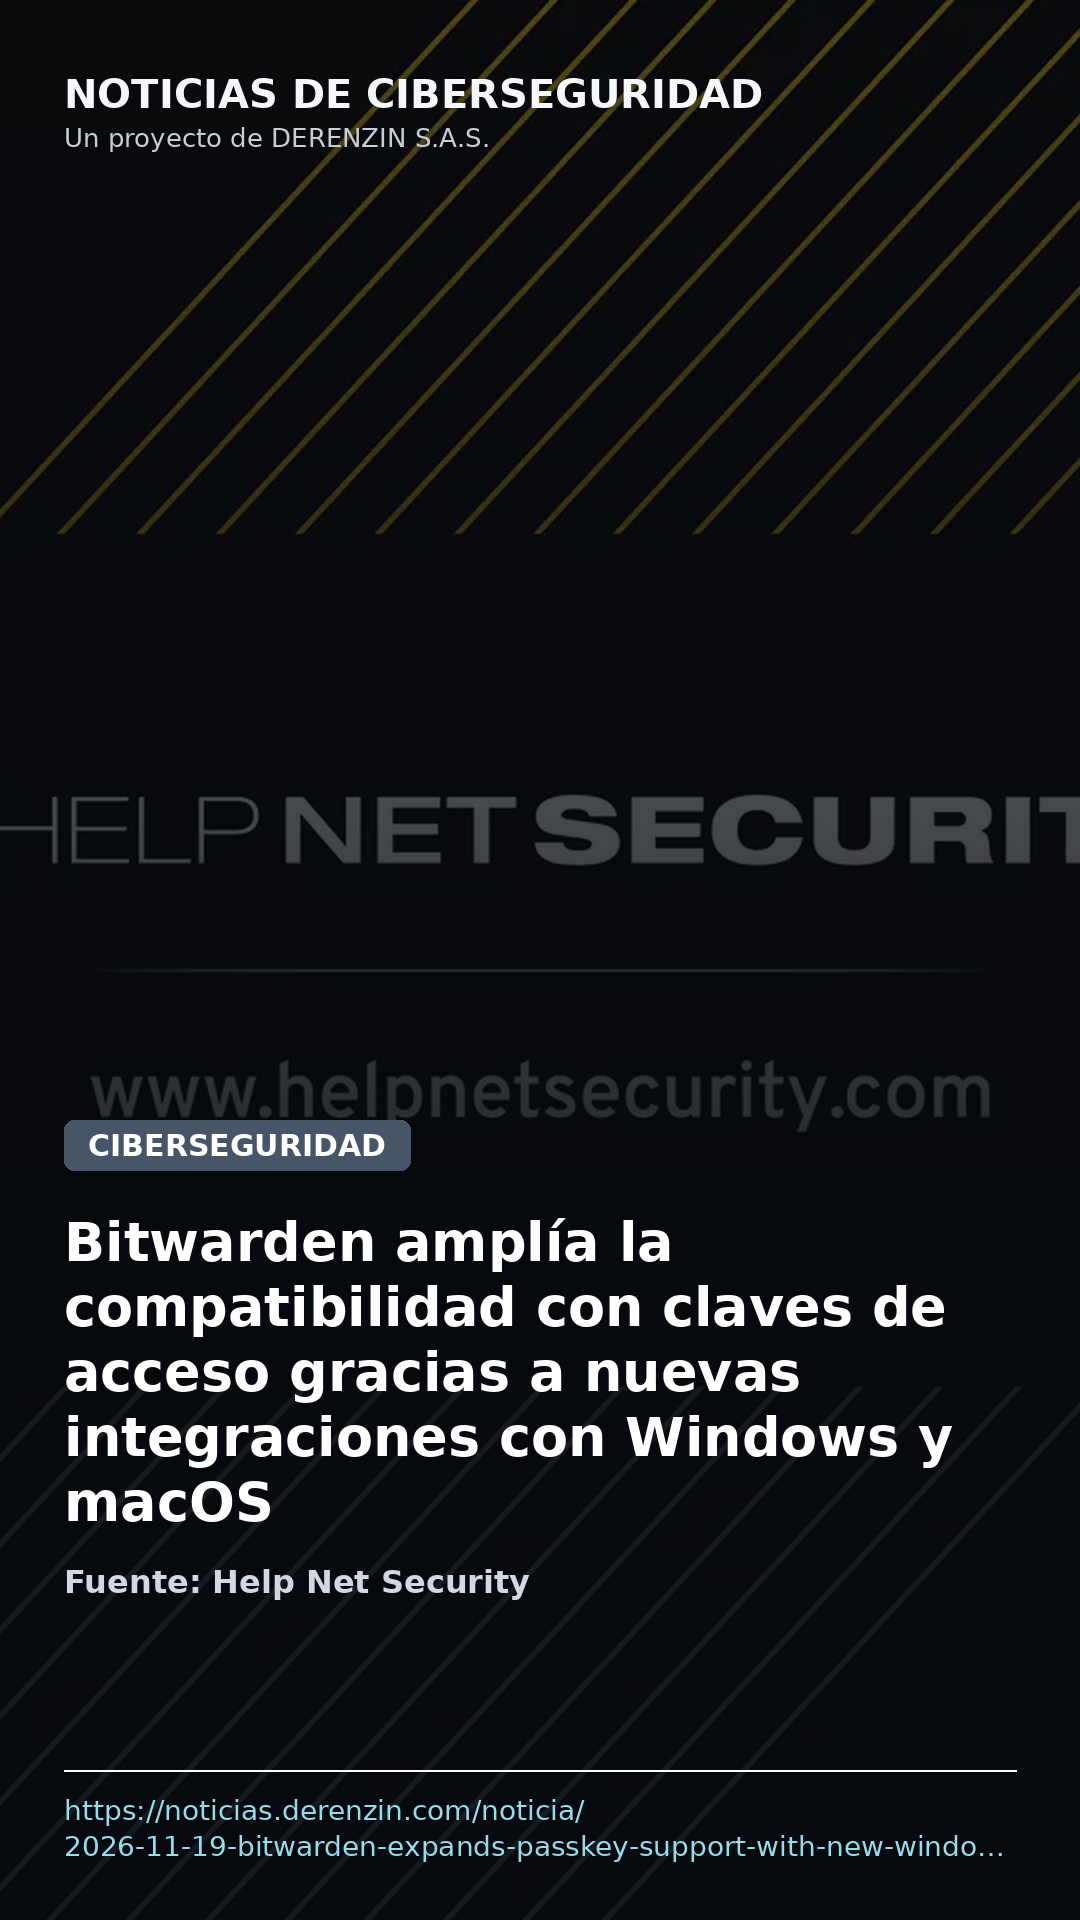 NOTICIAS DE CIBERSEGURIDAD
Un proyecto de DERENZIN S.A.S.
HELP NET SECURIT
www.helpnetsecurity.com
CIBERSEGURIDAD
Bitwarden amplía la
compatibilidad con claves de
acceso gracias a nuevas
integraciones con Windows y
macOS
Fuente: Help Net Security
https://noticias.derenzin.com/noticia/
2026-11-19-bitwarden-expands-passkey-support-with-new-windo…